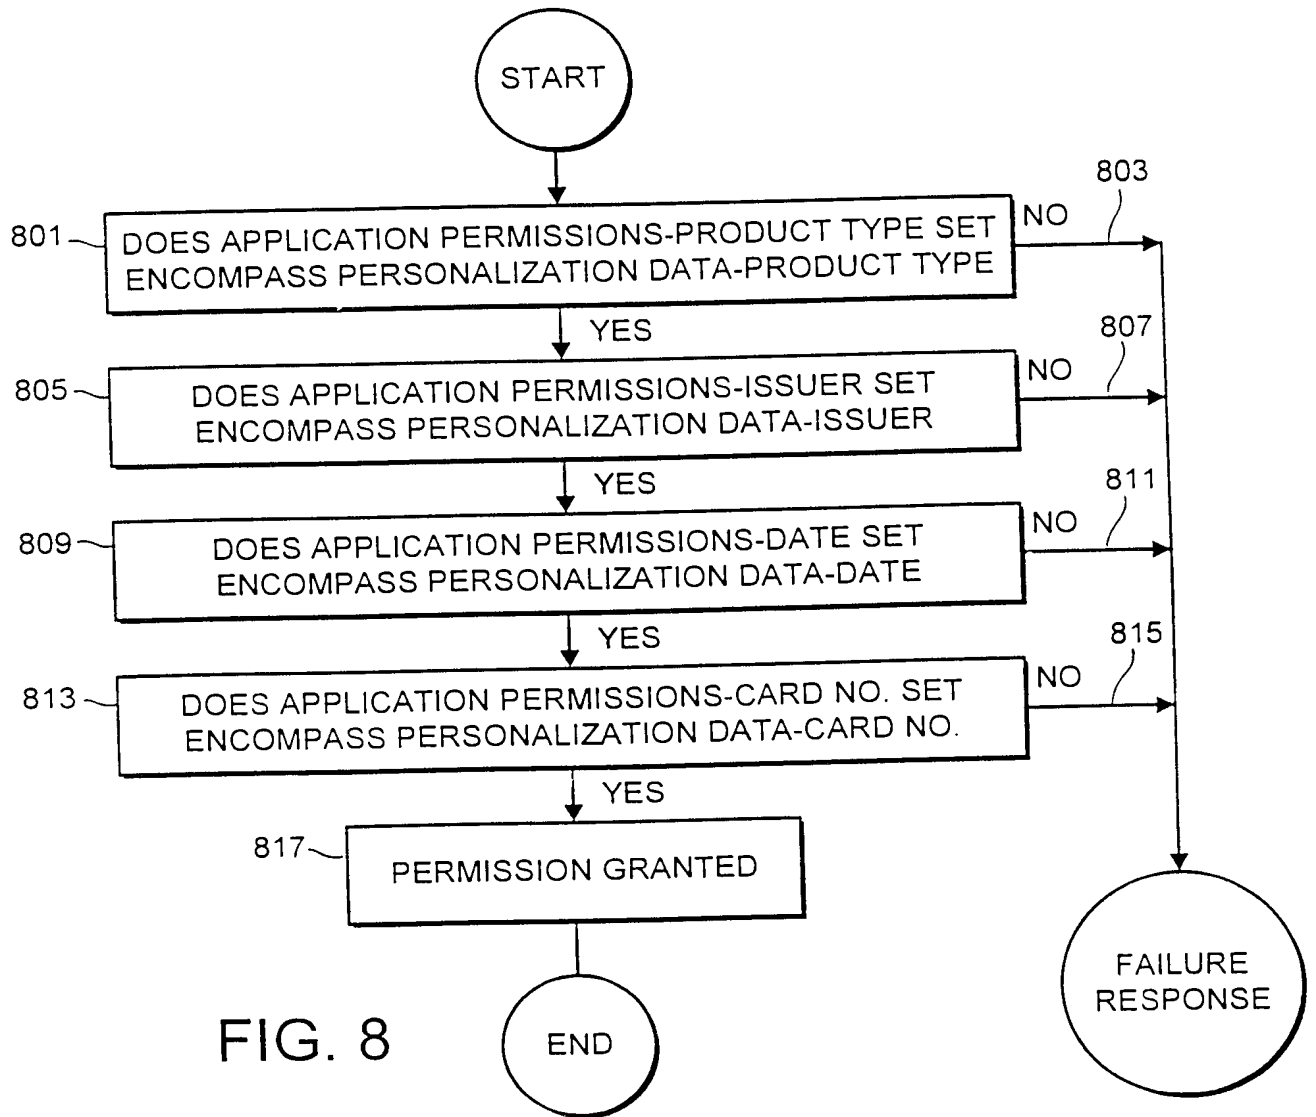 START
803
801
DOES APPLICATION PERMISSIONS-PRODUCT TYPE SET
ENCOMPASS PERSONALIZATION DATA-PRODUCT TYPE
NO
YES
807
805
DOES APPLICATION PERMISSIONS-ISSUER SET
ENCOMPASS PERSONALIZATION DATA-ISSUER
NO
YES
811
809
DOES APPLICATION PERMISSIONS-DATE SET
ENCOMPASS PERSONALIZATION DATA-DATE
NO
YES
815
813
DOES APPLICATION PERMISSIONS-CARD NO. SET
ENCOMPASS PERSONALIZATION DATA-CARD NO.
NO
YES
817
PERMISSION GRANTED
FAILURE
RESPONSE
END
FIG. 8